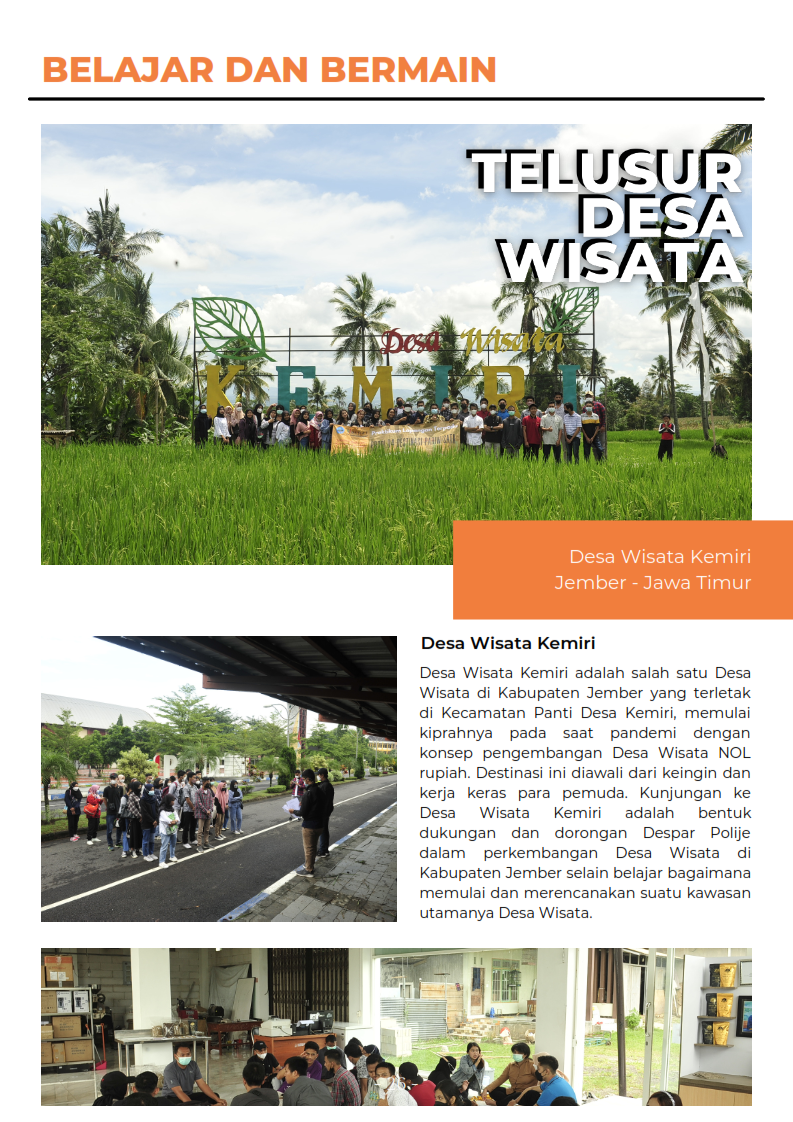 BELAJAR DAN BERMAIN
TELUSUR
DESA
WISATA
Desa Wisata
KEMIRI
Desa Wisata Kemiri
Jember - Jawa Timur
Desa Wisata Kemiri
Desa Wisata Kemiri adalah salah satu Desa
Wisata di Kabupaten Jember yang terletak
di Kecamatan Panti Desa Kemiri, memulai
kiprahnya pada saat pandemi dengan
konsep pengembangan Desa Wisata NOL
rupiah. Destinasi ini diawali dari keingin dan
kerja keras para pemuda. Kunjungan ke
Desa Wisata Kemiri adalah bentuk
dukungan dan dorongan Despar Polije
dalam perkembangan Desa Wisata di
Kabupaten Jember selain belajar bagaimana
memulai dan merencanakan suatu kawasan
utamanya Desa Wisata.